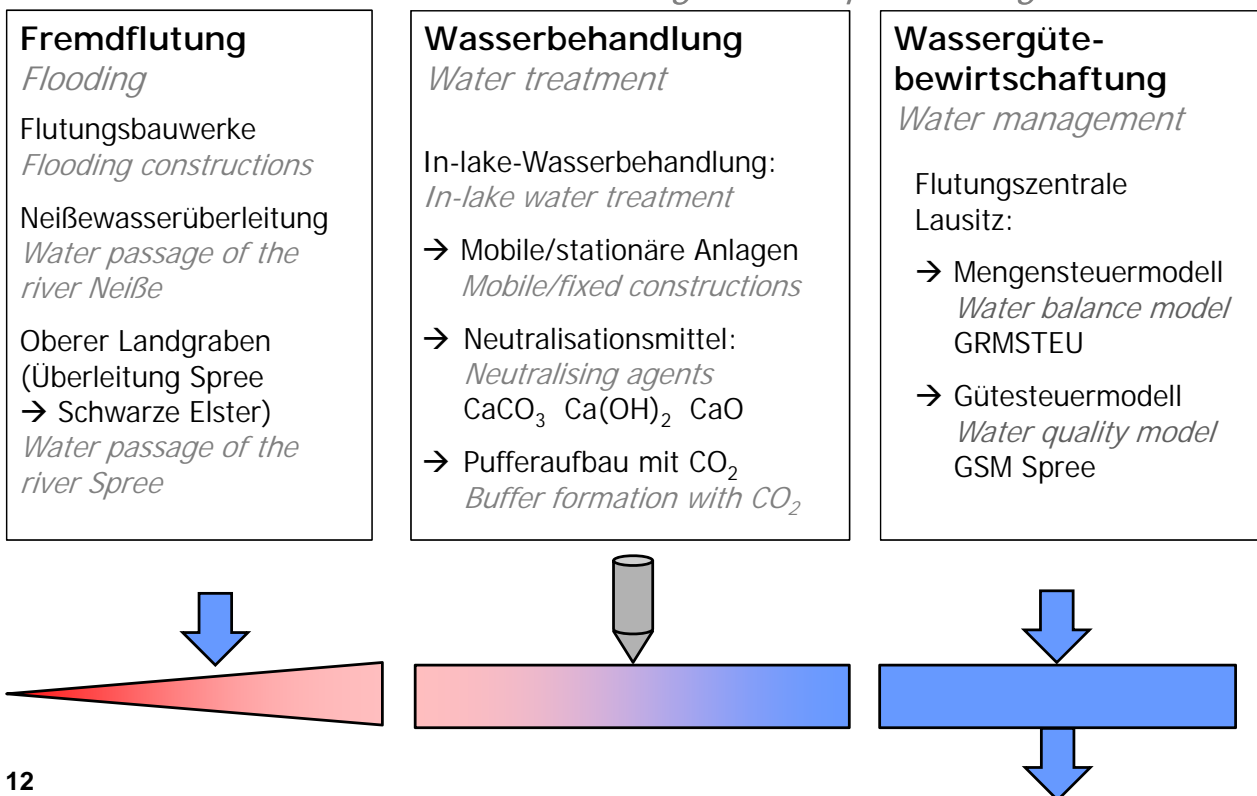 Fremdflutung
Flooding
Flutungsbauwerke
Flooding constructions
Neißewasserüberleitung
Water passage of the
river Neiße
Oberer Landgraben
(Überleitung Spree
→ Schwarze Elster)
Water passage of the
river Spree
Wasserbehandlung
Water treatment
In-lake-Wasserbehandlung:
In-lake water treatment
→ Mobile/stationäre Anlagen
Mobile/fixed constructions
→ Neutralisationsmittel:
Neutralising agents
CaCO₃ Ca(OH)₂ CaO
→ Pufferaufbau mit CO₂
Buffer formation with CO₂
Wassergüte-
bewirtschaftung
Water management
Flutungszentrale
Lausitz:
→ Mengensteuermodell
Water balance model
GRMSTEU
→ Gütesteuermodell
Water quality model
GSM Spree
12